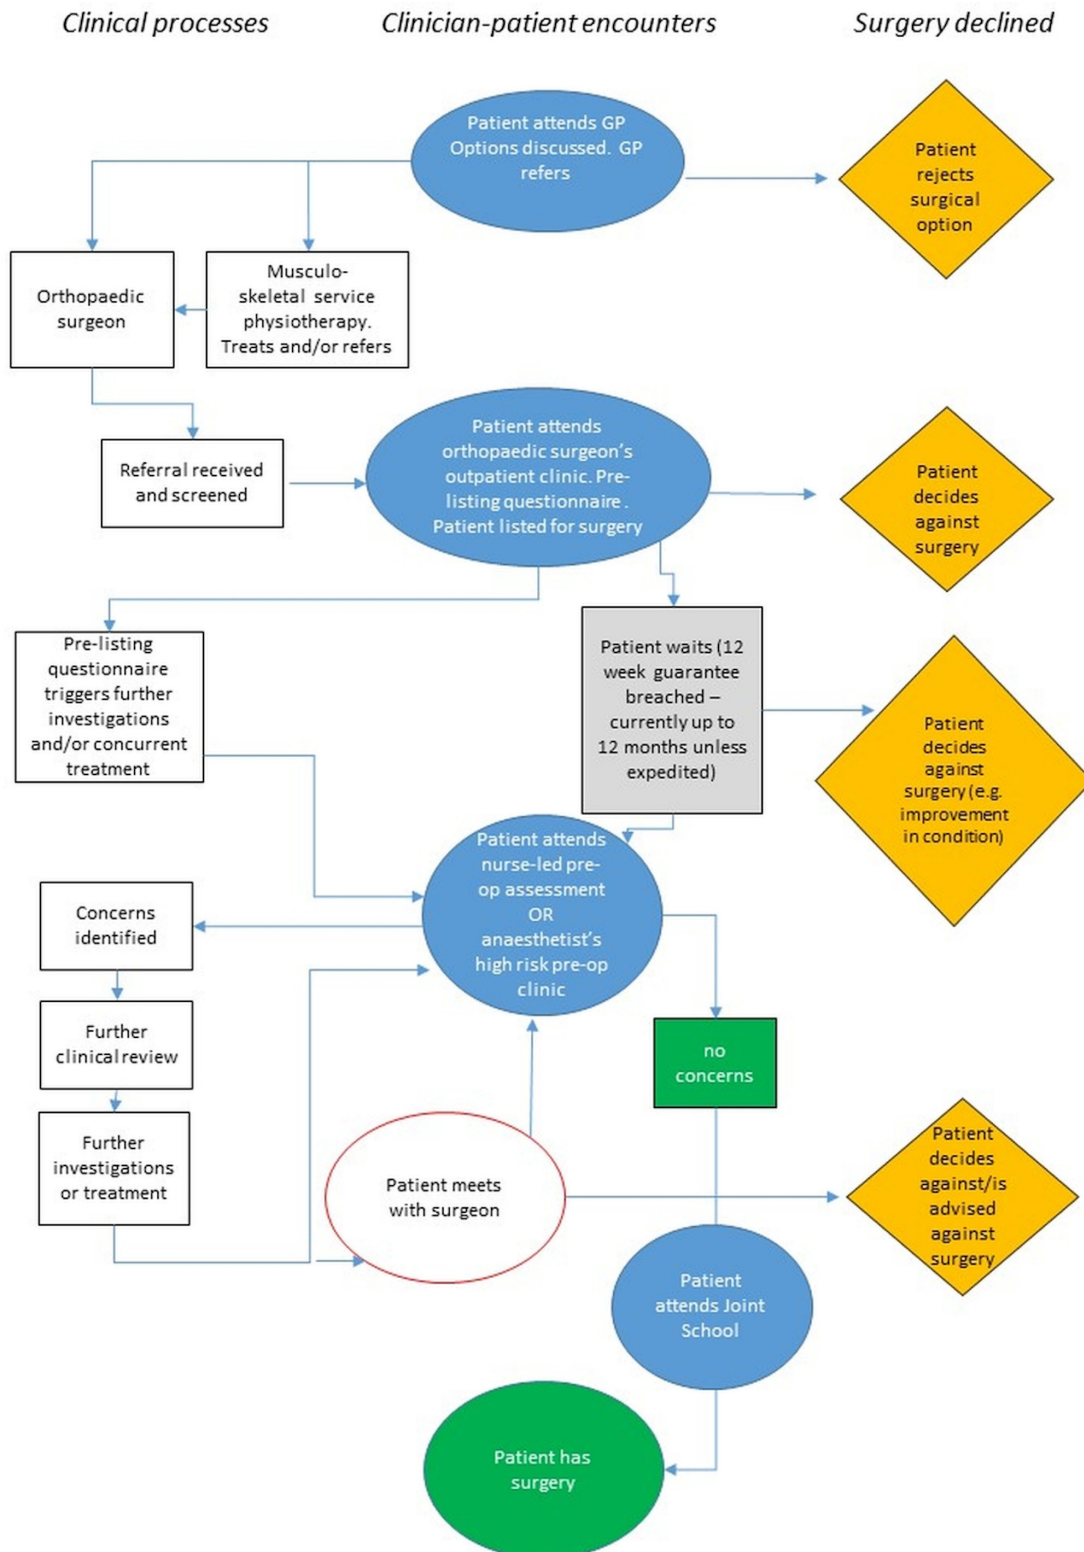 Clinical processes
Clinician-patient encounters
Surgery declined
Patient attends GP
Options discussed.  GP
refers
Patient
rejects
surgical
option
Orthopaedic
surgeon
Musculo-
skeletal service
physiotherapy.
Treats and/or refers
Referral received
and screened
Patient attends
orthopaedic surgeon's
outpatient clinic. Pre-
listing questionnaire .
Patient listed for surgery
Patient
decides
against
surgery
Pre-listing
questionnaire
triggers further
investigations
and/or concurrent
treatment
Patient waits (12
week guarantee
breached –
currently up to
12 months unless
expedited)
Patient
decides
against
surgery (e.g.
improvement
in condition)
Patient attends
nurse-led pre-
op assessment
OR
anaesthetist's
high risk pre-op
clinic
Concerns
identified
Further
clinical review
no
concerns
Further
investigations
or treatment
Patient meets
with surgeon
Patient
decides
against/is
advised
against
surgery
Patient
attends Joint
School
Patient has
surgery